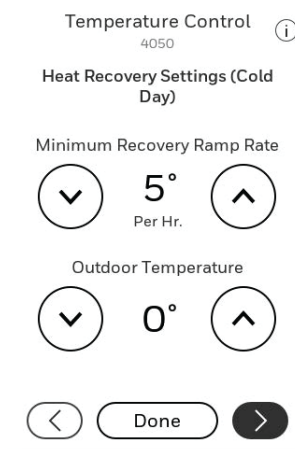 Temperature Control
4050
i
Heat Recovery Settings (Cold
Day)
Minimum Recovery Ramp Rate
5°
Per Hr.
Outdoor Temperature
0°
Done